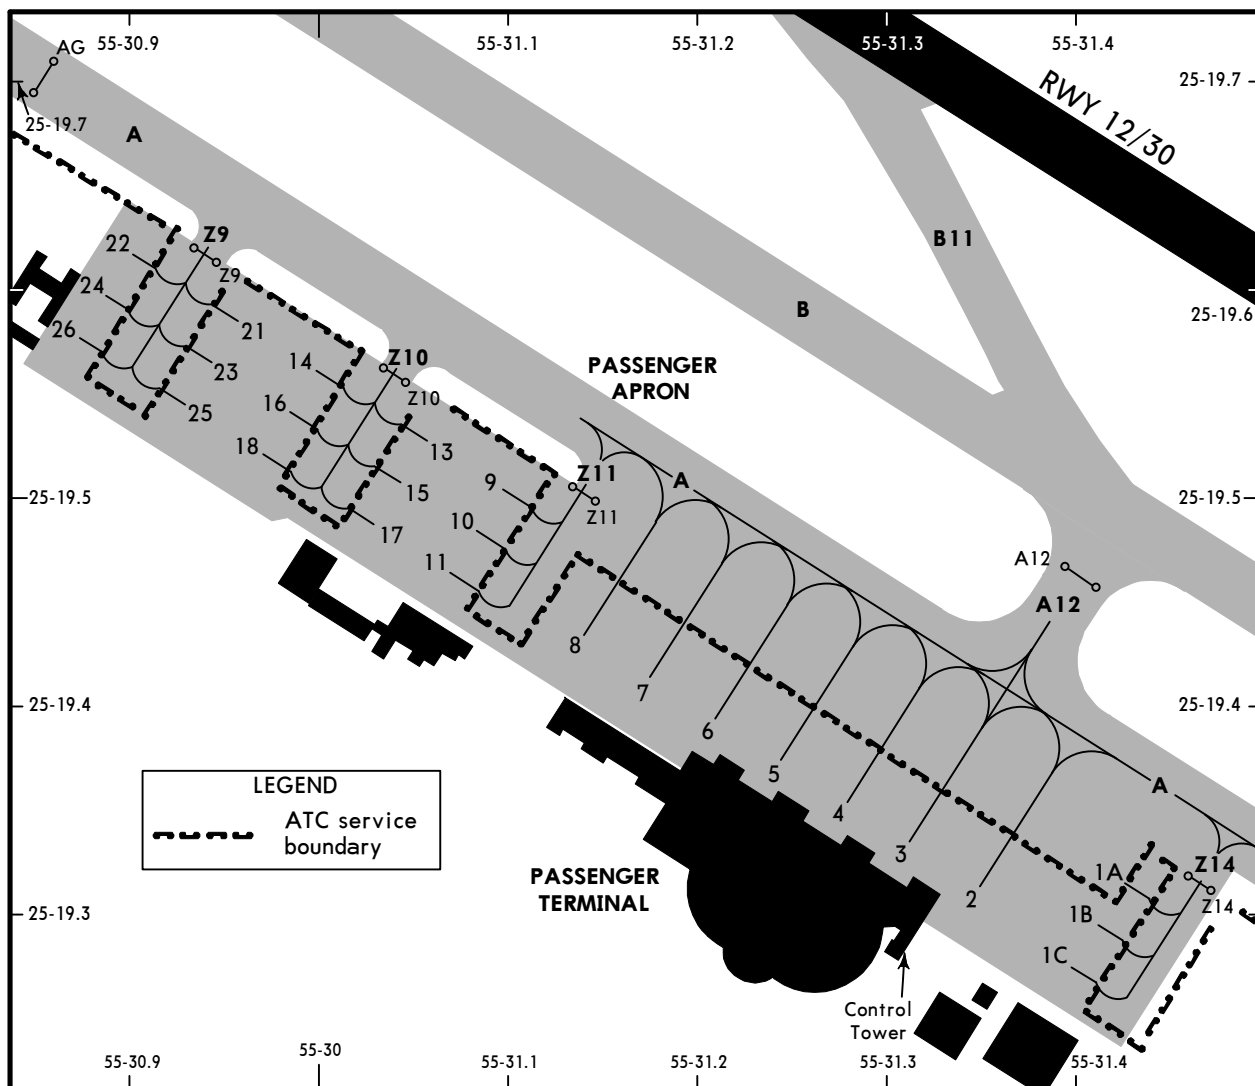 55-30.9
55-31.1
55-31.2
55-31.3
55-31.4
AG
25-19.7
RWY 12/30
25-19.7
A
Z9
22
Z9
B11
24
21
B
25-19.6
26
23
14
Z10
PASSENGER
APRON
Z10
25
16
13
18
15
9
Z11
A
25-19.5
Z11
25-19.5
17
10
11
A12
A12
8
7
25-19.4
25-19.4
6
5
A
LEGEND
ATC service
boundary
4
3
PASSENGER
TERMINAL
2
1A
Z14
Z14
1B
25-19.3
25-19.3
1C
Control
Tower
55-30.9
55-30
55-31.1
55-31.2
55-31.3
55-31.4